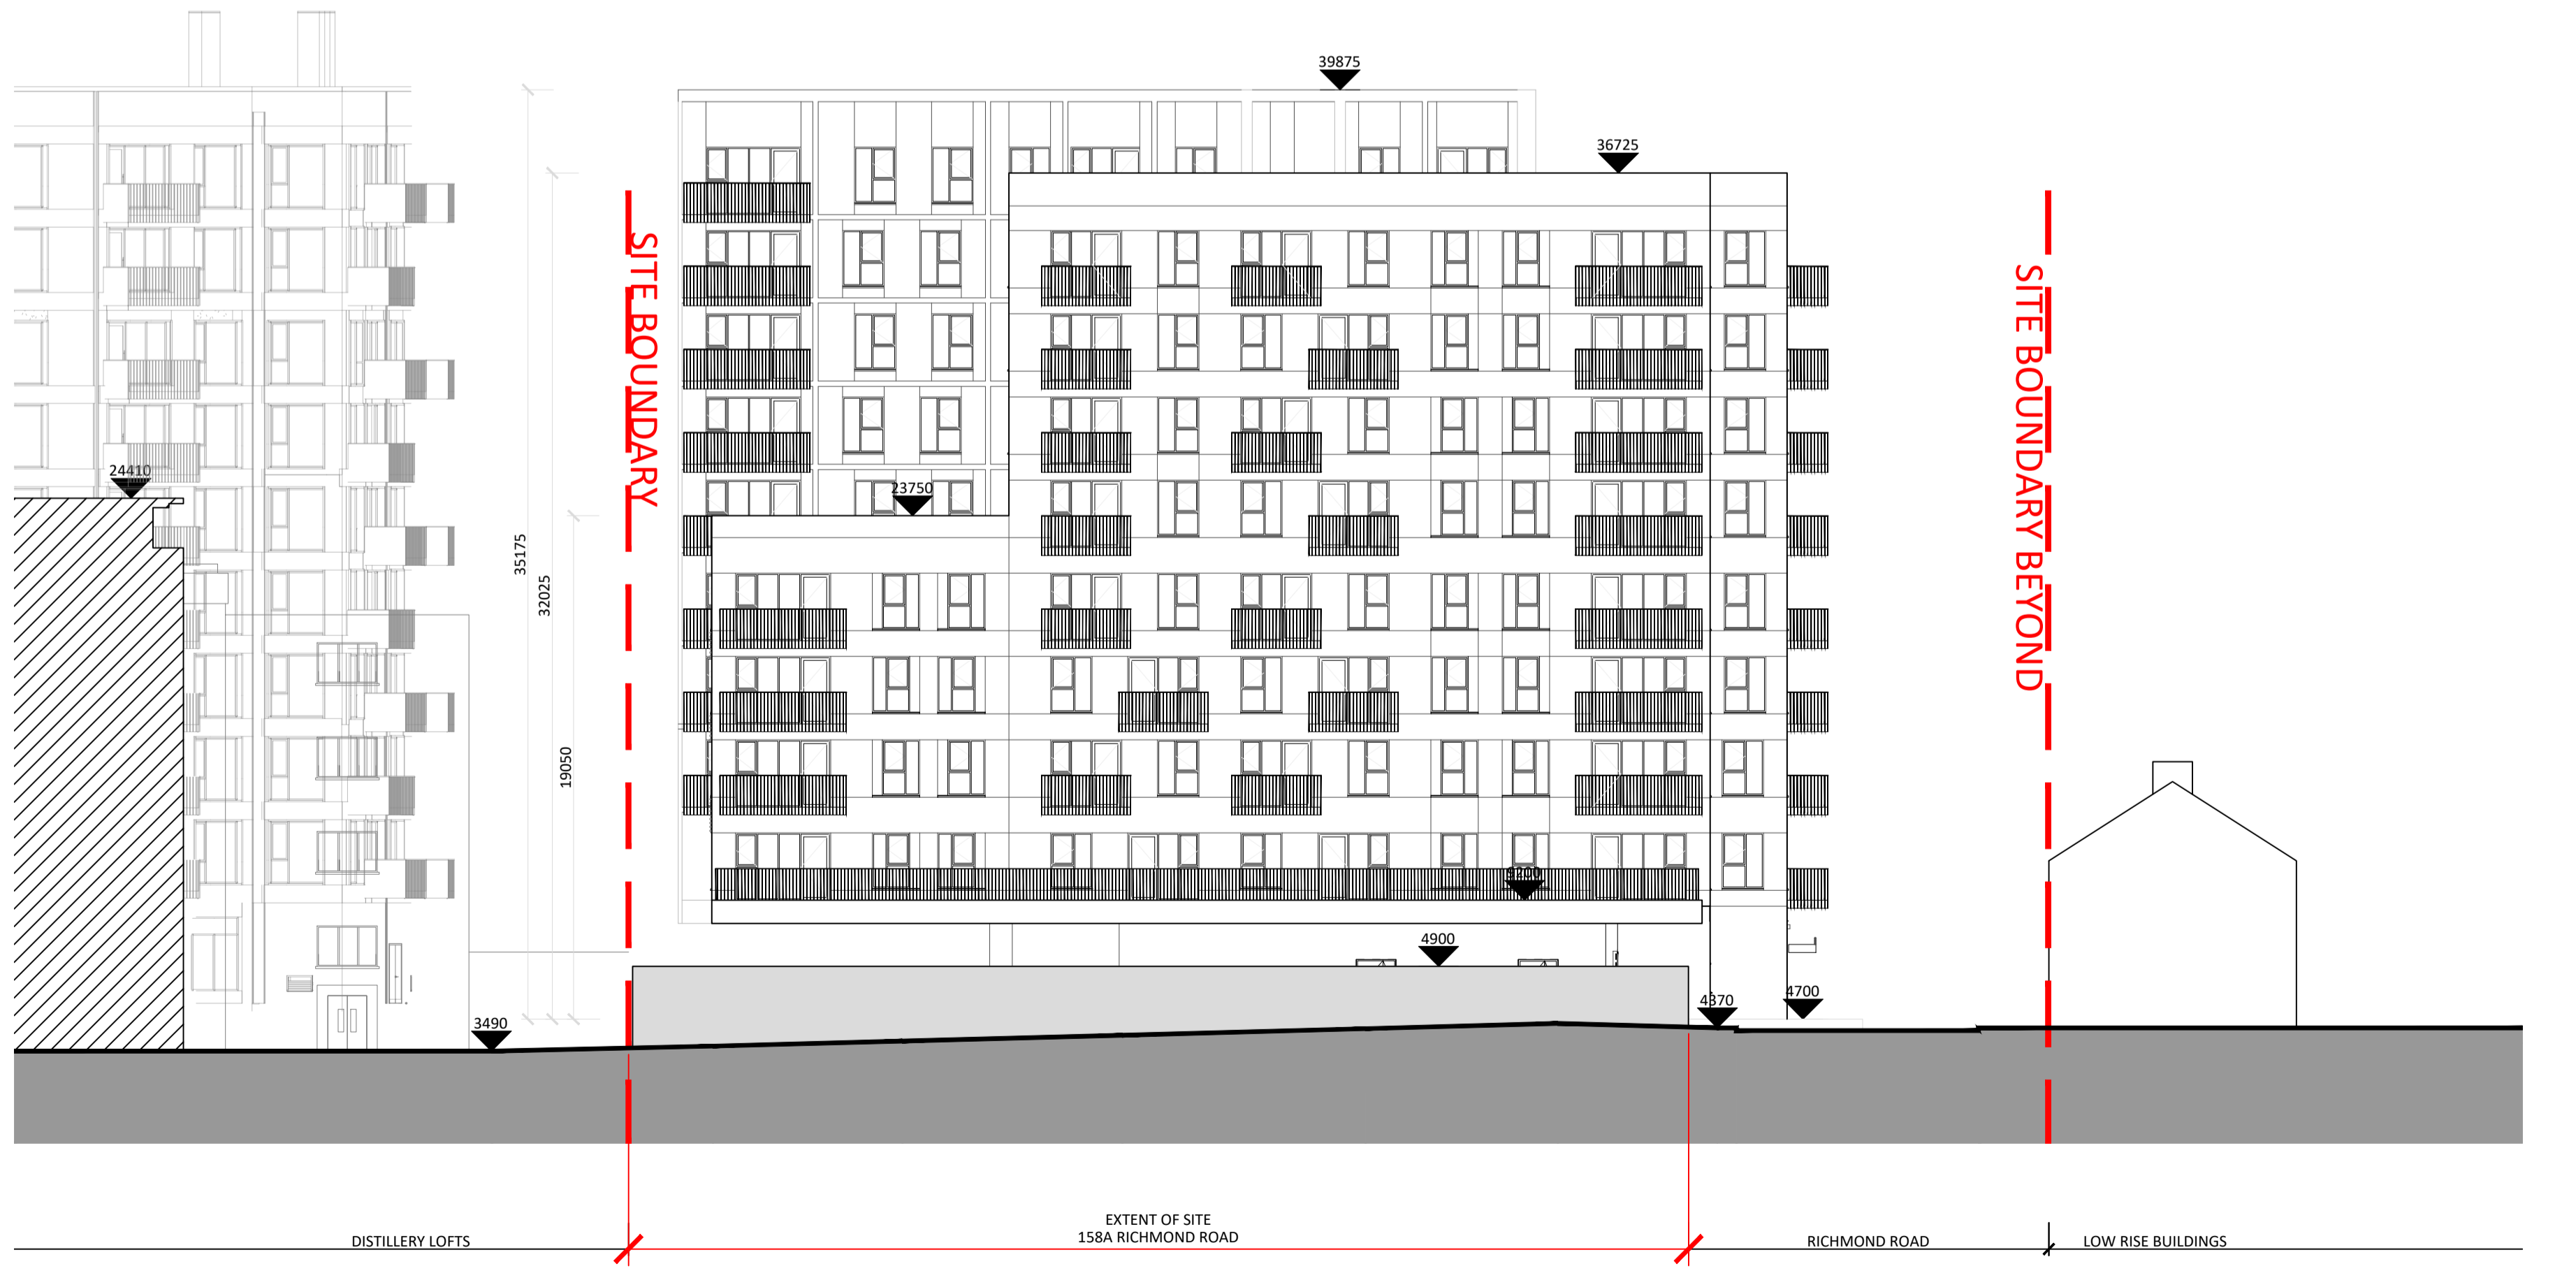 39875
36725
SITE BOUNDARY
SITE BOUNDARY BEYOND
24410
23750
35175
32025
19050
9200
4900
4370
4700
3490
EXTENT OF SITE
158A RICHMOND ROAD
DISTILLERY LOFTS
RICHMOND ROAD
LOW RISE BUILDINGS